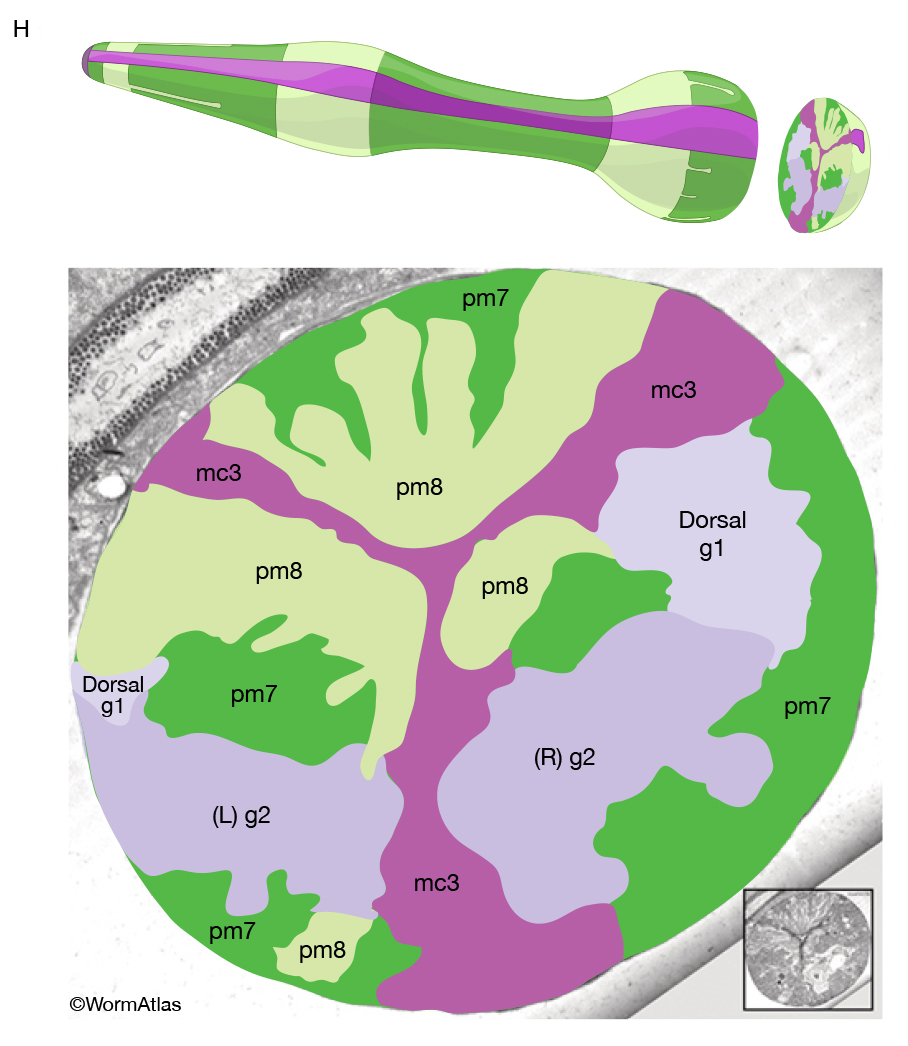 H
pm7
mc3
mc3
pm8
Dorsal
g1
pm8
pm8
Dorsal
g1
pm7
pm7
(R) g2
(L) g2
mc3
pm7
pm8
©WormAtlas